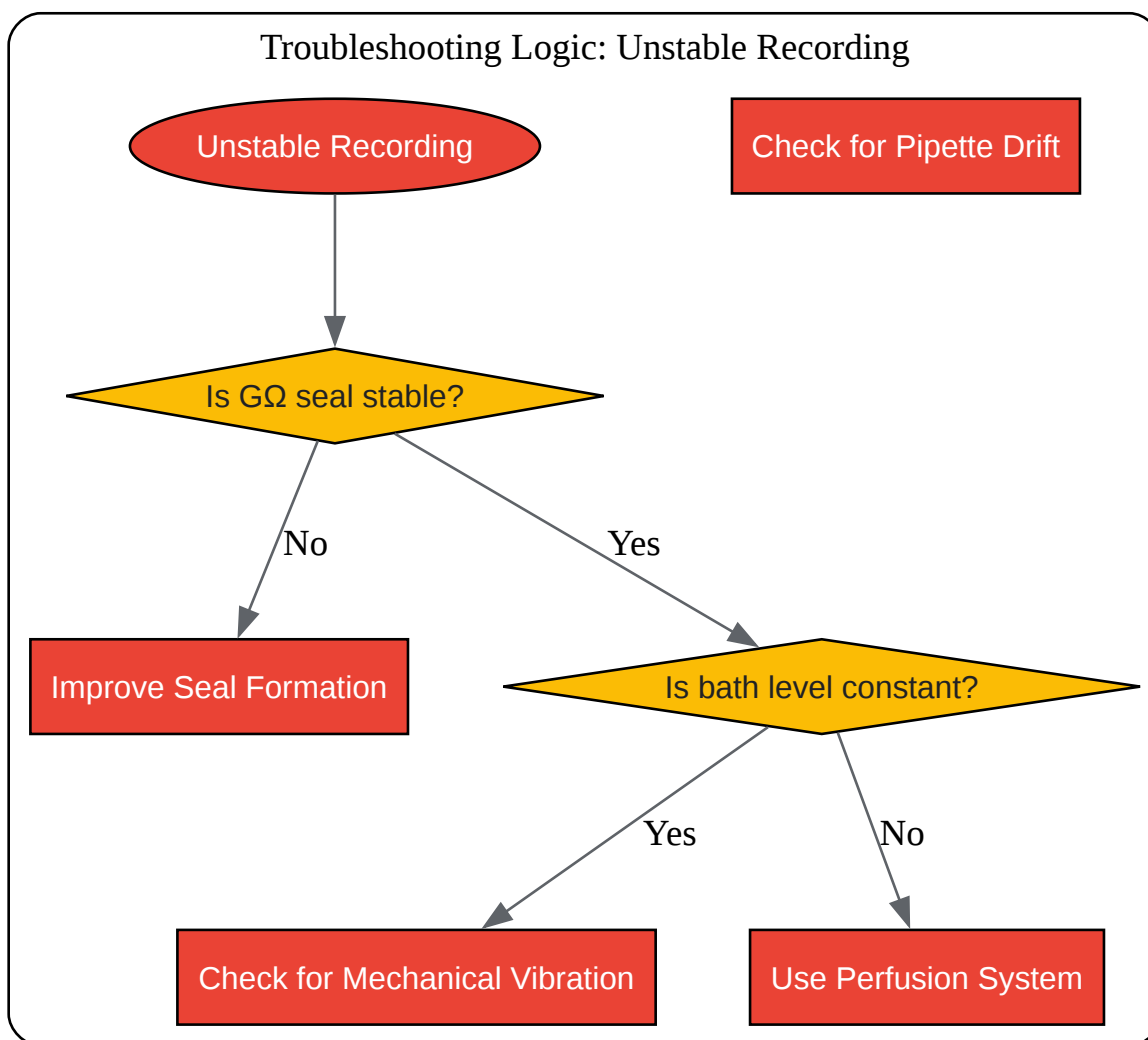 Troubleshooting Logic: Unstable Recording
Unstable Recording
Check for Pipette Drift
Is GΩ seal stable?
No
Yes
Improve Seal Formation
Is bath level constant?
Yes
No
Check for Mechanical Vibration
Use Perfusion System